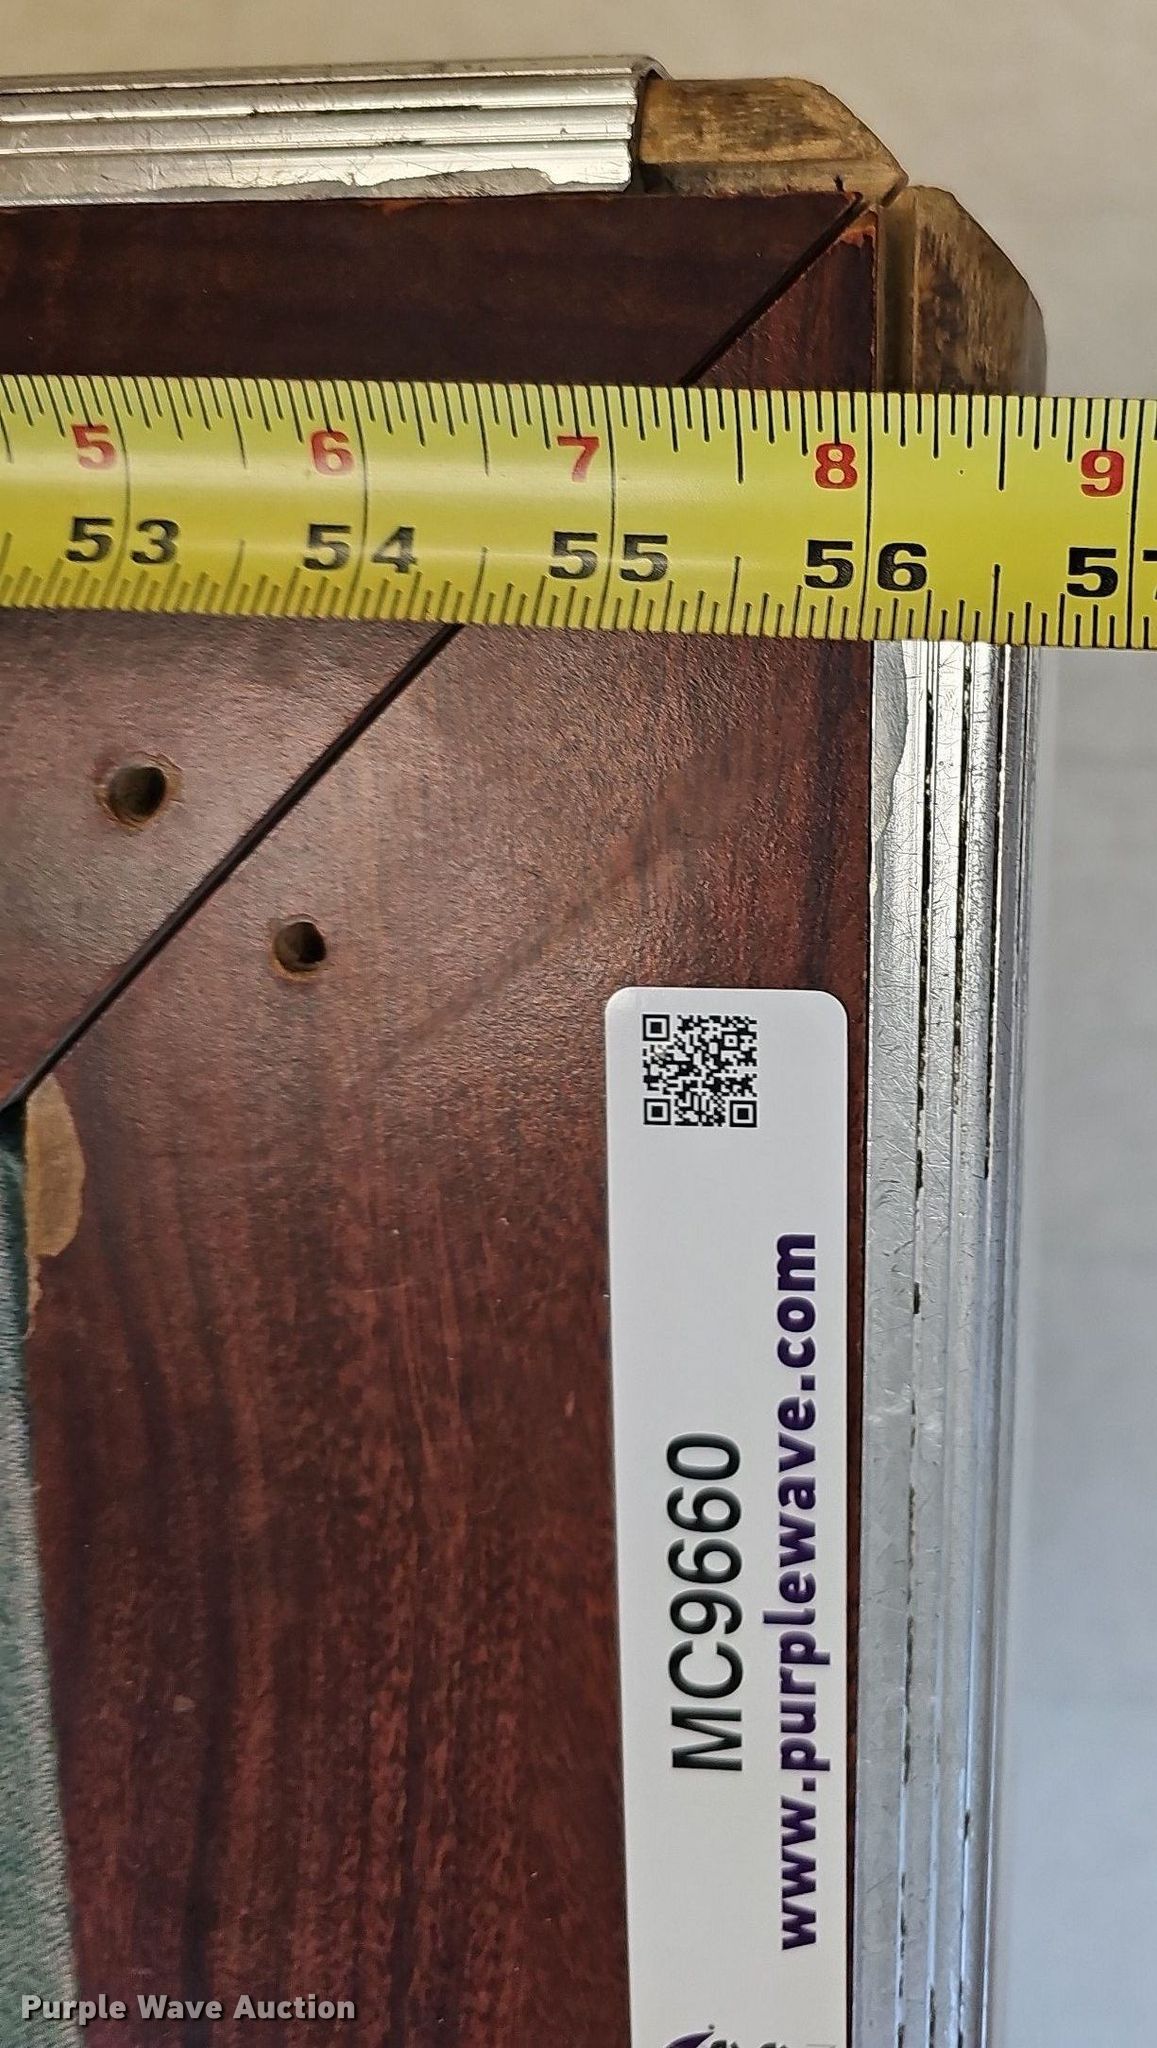 5 6 7 8 9
53 54 55 56 57
MC9660
www.purplewave.com
Purple Wave Auction